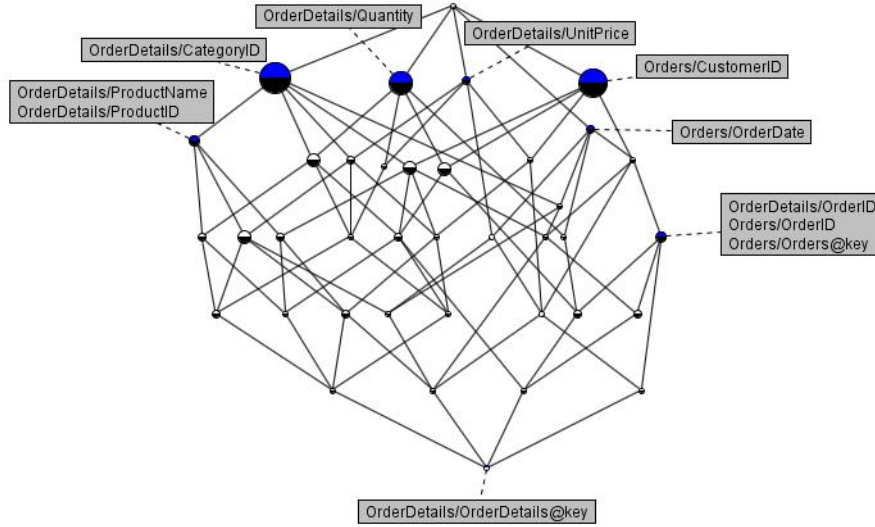 OrderDetails/Quantity
OrderDetails/UnitPrice
OrderDetails/CategoryID
Orders/CustomerID
OrderDetails/ProductName
OrderDetails/ProductID
Orders/OrderDate
OrderDetails/OrderID
Orders/OrderID
Orders/Orders@key
OrderDetails/OrderDetails@key